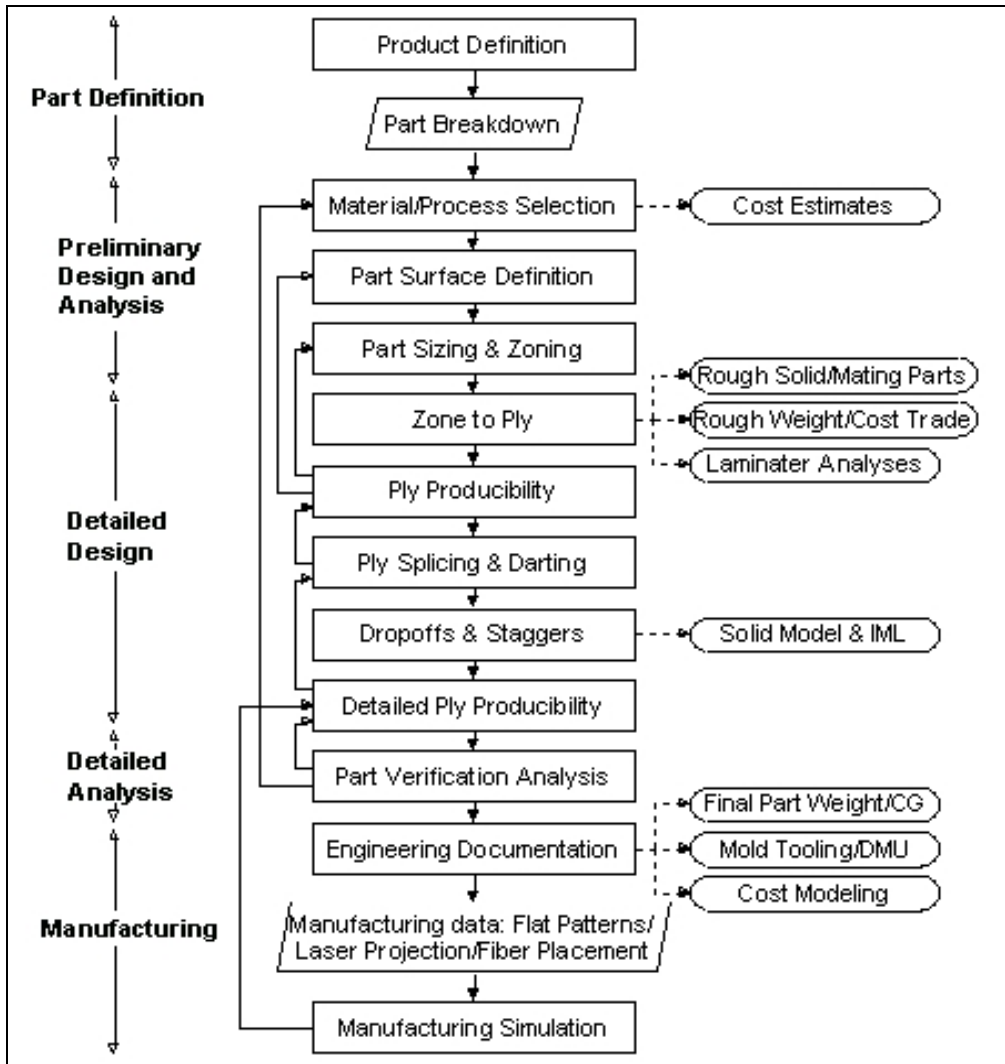 Product Definition
Part Definition
Part Breakdown
Material/Process Selection
Cost Estimates
Preliminary
Design and
Analysis
Part Surface Definition
Part Sizing & Zoning
Rough Solid/Mating Parts
Zone to Ply
Rough Weight/Cost Trade
Laminater Analyses
Ply Producibility
Detailed
Design
Ply Splicing & Darting
Dropoffs & Staggers
Solid Model & IML
Detailed Ply Producibility
Detailed
Analysis
Part Verification Analysis
Final Part Weight/CG
Engineering Documentation
Mold Tooling/DMU
Cost Modeling
Manufacturing
Manufacturing data: Flat Patterns/
Laser Projection/Fiber Placement
Manufacturing Simulation